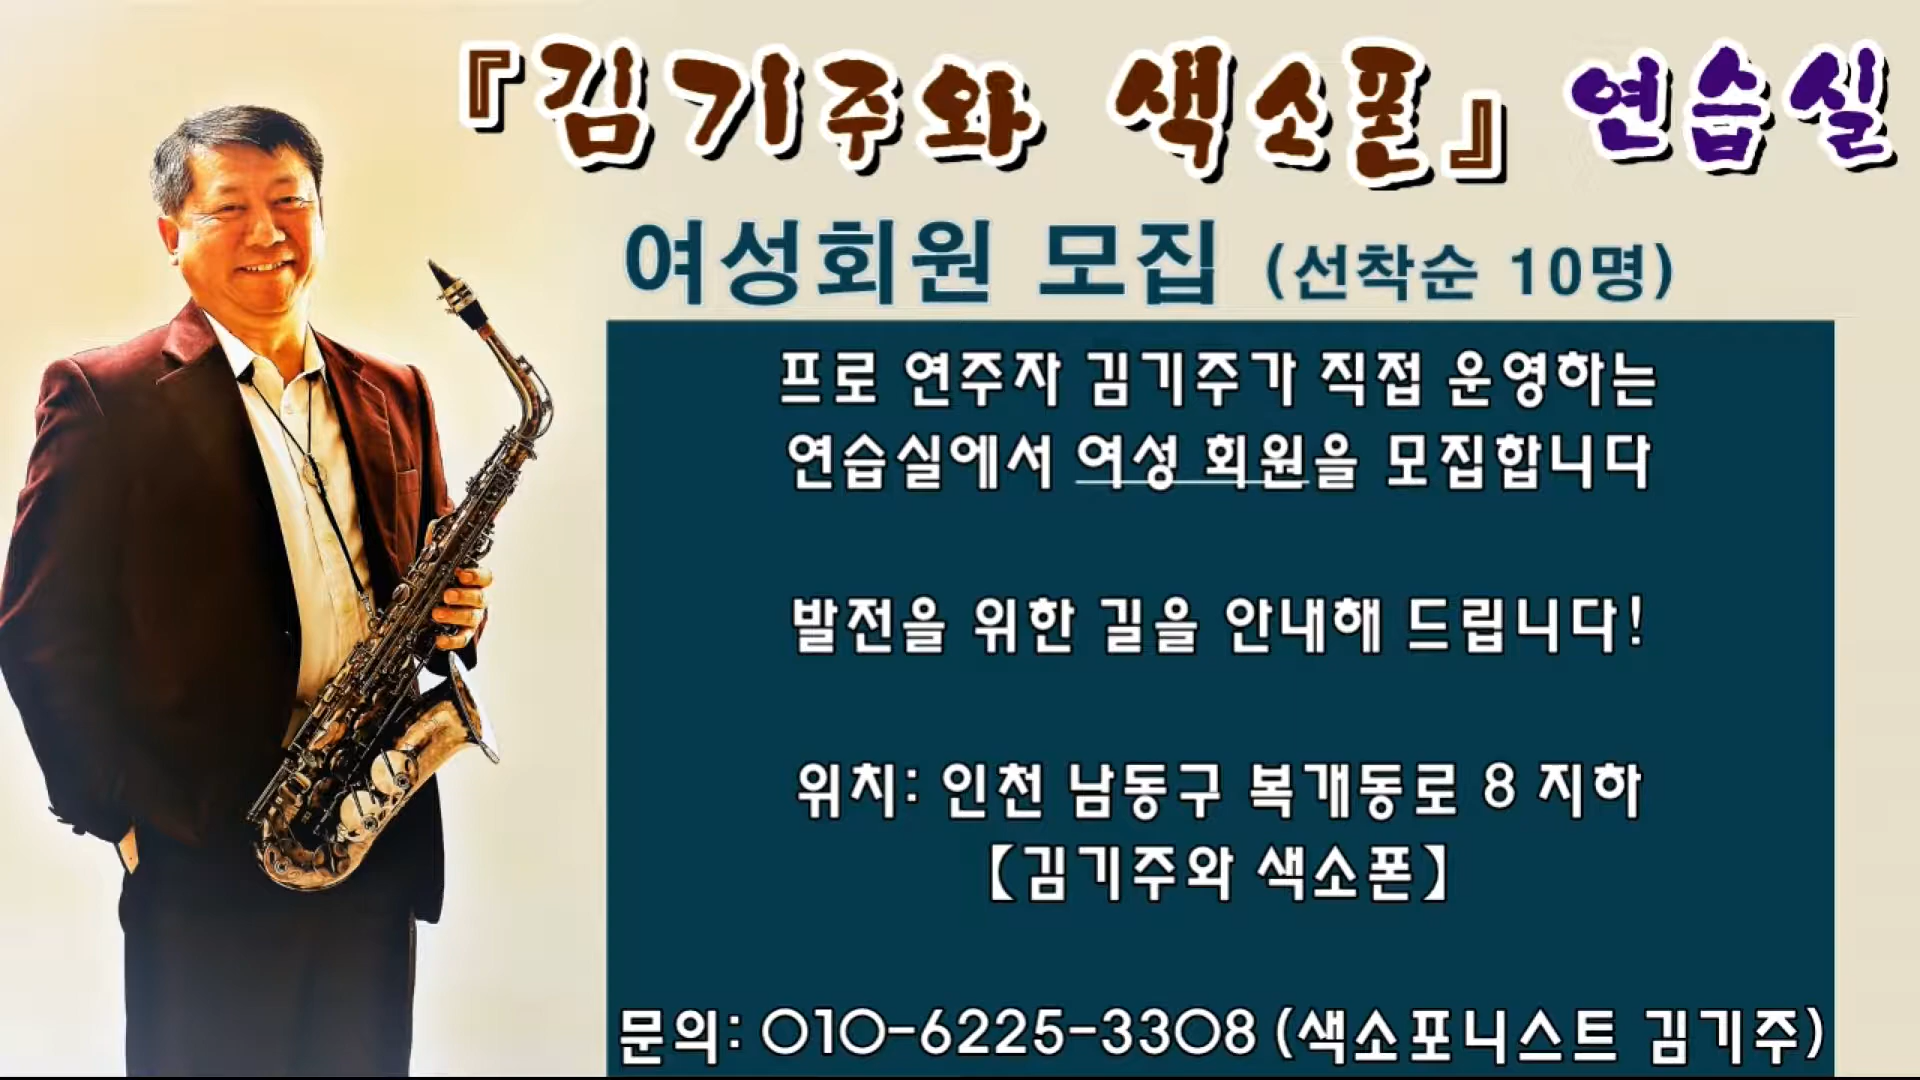 『김기주와 색소폰』 연습실
여성회원 모집 (선착순 10명)
프로 연주자 김기주가 직접 운영하는
연습실에서 여성 회원을 모집합니다
발전을 위한 길을 안내해 드립니다!
위치: 인천 남동구 복개동로 8 지하
【김기주와 색소폰】
문의: 010-6225-3308 (색소포니스트 김기주)